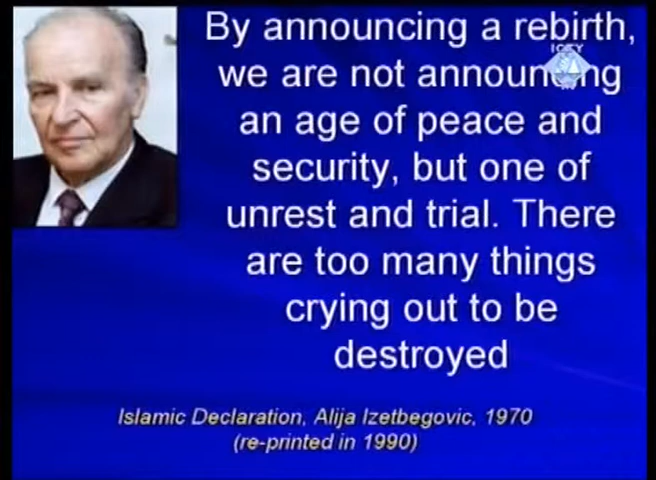 By announcing a rebirth,
ICTY
we are not announcing
an age of peace and
security, but one of
unrest and trial. There
are too many things
crying out to be
destroyed
Islamic Declaration, Alija Izetbegovic, 1970
(re-printed in 1990)